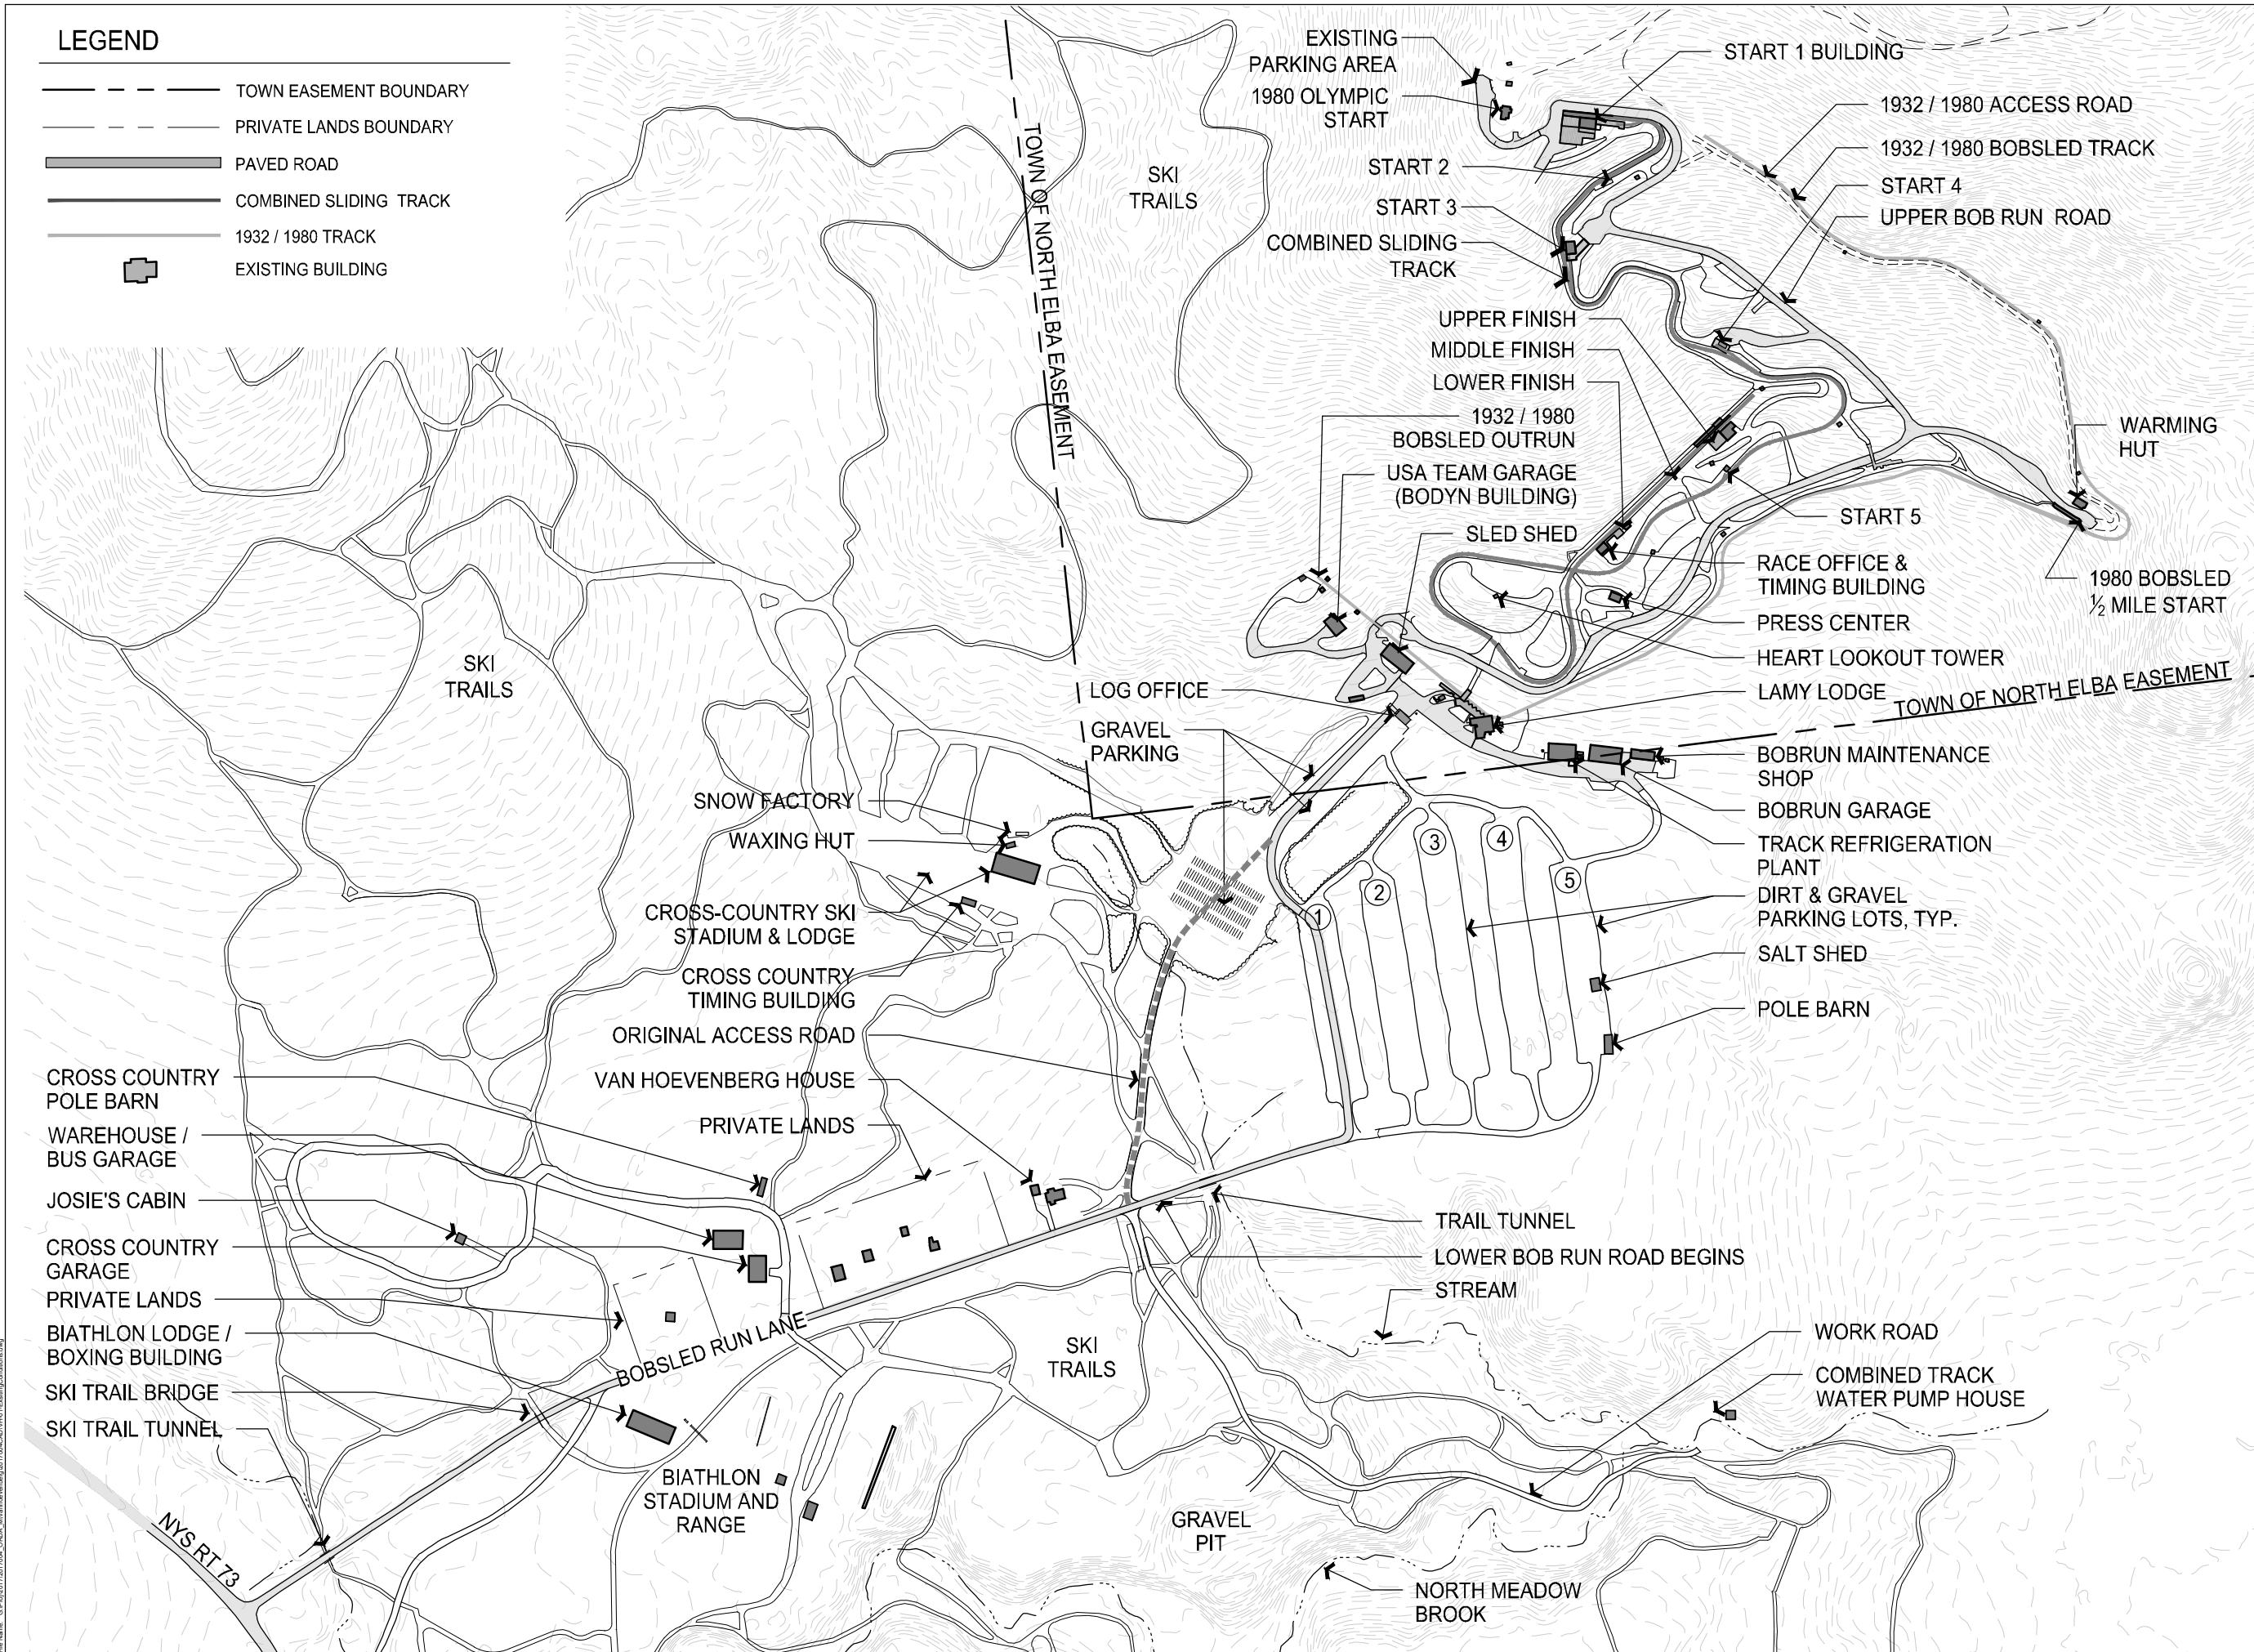 LEGEND
TOWN EASEMENT BOUNDARY
PRIVATE LANDS BOUNDARY
PAVED ROAD
COMBINED SLIDING TRACK
1932 / 1980 TRACK
EXISTING BUILDING
TOWN OF NORTH ELBA EASEMENT
SKI
TRAILS
EXISTING
PARKING AREA
1980 OLYMPIC
START
START 2
START 3
COMBINED SLIDING
TRACK
UPPER FINISH
MIDDLE FINISH
LOWER FINISH
1932 / 1980
BOBSLED OUTRUN
USA TEAM GARAGE
(BODYN BUILDING)
SLED SHED
START 1 BUILDING
1932 / 1980 ACCESS ROAD
1932 / 1980 BOBSLED TRACK
START 4
UPPER BOB RUN ROAD
WARMING
HUT
START 5
1980 BOBSLED
½ MILE START
RACE OFFICE &
TIMING BUILDING
PRESS CENTER
HEART LOOKOUT TOWER
LAMY LODGE
TOWN OF NORTH ELBA EASEMENT
BOBRUN MAINTENANCE
SHOP
BOBRUN GARAGE
TRACK REFRIGERATION
PLANT
DIRT & GRAVEL
PARKING LOTS, TYP.
SALT SHED
POLE BARN
SKI
TRAILS
LOG OFFICE
GRAVEL
PARKING
SNOW FACTORY
WAXING HUT
CROSS-COUNTRY SKI
STADIUM & LODGE
CROSS COUNTRY
TIMING BUILDING
ORIGINAL ACCESS ROAD
VAN HOEVENBERG HOUSE
PRIVATE LANDS
1
2
3
4
5
CROSS COUNTRY
POLE BARN
WAREHOUSE /
BUS GARAGE
JOSIE'S CABIN
CROSS COUNTRY
GARAGE
PRIVATE LANDS
BIATHLON LODGE /
BOXING BUILDING
SKI TRAIL BRIDGE
SKI TRAIL TUNNEL
NYS RT 73
BOBSLED RUN LANE
BIATHLON
STADIUM AND
RANGE
SKI
TRAILS
GRAVEL
PIT
TRAIL TUNNEL
LOWER BOB RUN ROAD BEGINS
STREAM
WORK ROAD
COMBINED TRACK
WATER PUMP HOUSE
NORTH MEADOW
BROOK